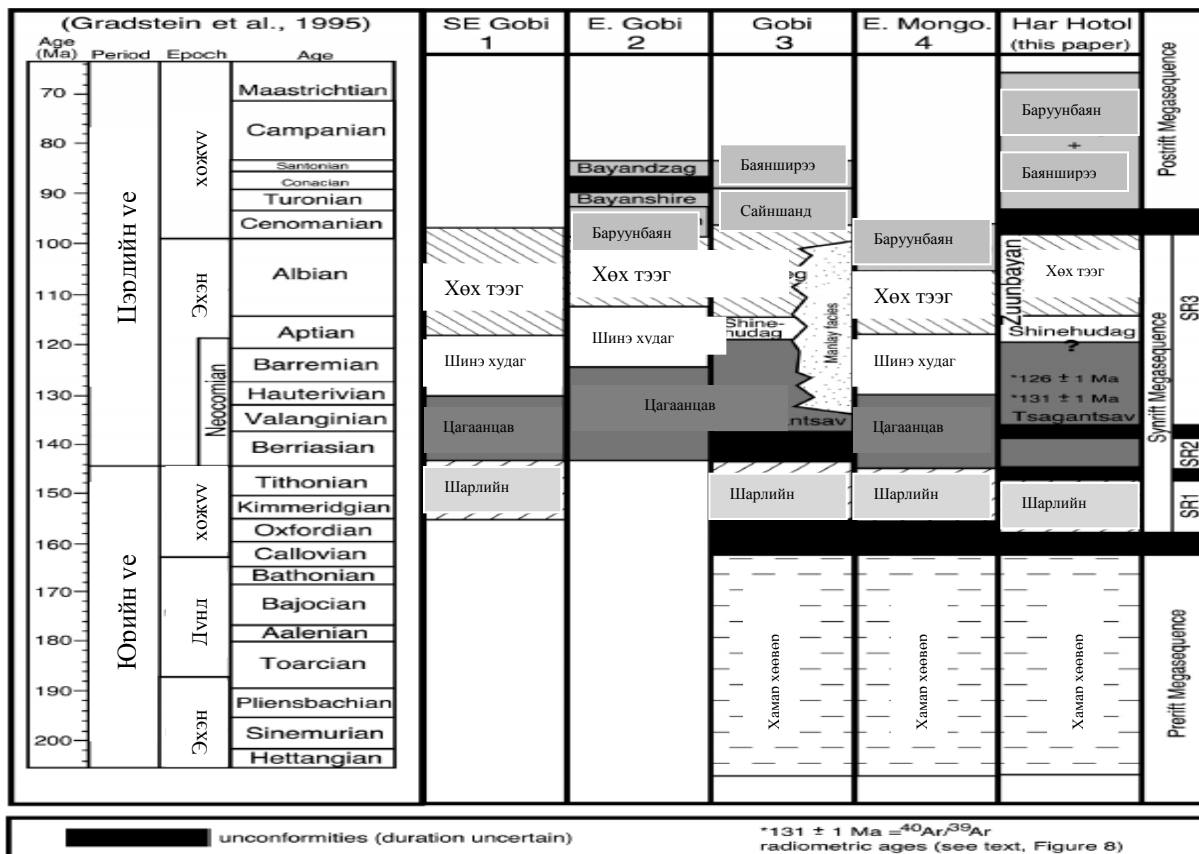 (Gradstein et al., 1995)
Age (Ma)
Period
Epoch
Age
SE Gobi
1
E. Gobi
2
Gobi
3
E. Mongo.
4
Har Hotol
(this paper)
70
80
90
100
110
120
130
140
150
160
170
180
190
200
Цэрдийн үе
Юрийн үе
хожуу
Эхэн
Neocomian
хожуу
Дунд
Эхэн
Maastrichtian
Campanian
Santonian
Conacian
Turonian
Cenomanian
Albian
Aptian
Barremian
Hauterivian
Valanginian
Berriasian
Tithonian
Kimmeridgian
Oxfordian
Callovian
Bathonian
Bajocian
Aalenian
Toarcian
Pliensbachian
Sinemurian
Hettangian
Хөх тээг
Шинэ худаг
Цагаанцав
Шарлийн
Bayandzag
Bayanshire
Баруунбаян
Хөх тээг
Шинэ худаг
Цагаанцав
Баянширээ
Сайншанд
Shine-
hudag
Manlay facies
Шарлийн
Хамар хөөвөр
Баруунбаян
Хөх тээг
Шинэ худаг
Цагаанцав
Шарлийн
Хамар хөөвөр
Баруунбаян
+
Баянширээ
Zuunbayan
Хөх тээг
Shinehudag
?
*126 ± 1 Ma
*131 ± 1 Ma
Tsagantsav
Шарлийн
Хамар хөөвөр
Postrift Megasequence
Synrift Megasequence
SR3
SR2
SR1
Prerift Megasequence
unconformities (duration uncertain)
*131 ± 1 Ma =⁴⁰Ar/³⁹Ar
radiometric ages (see text, Figure 8)